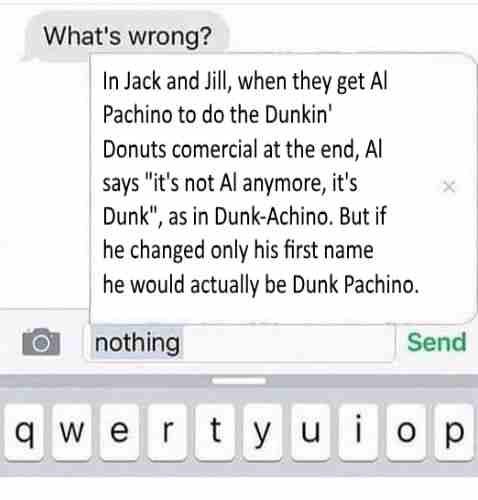 What's wrong?
In Jack and Jill, when they get Al
Pachino to do the Dunkin'
Donuts comercial at the end, Al
says "it's not Al anymore, it's
Dunk", as in Dunk-Achino. But if
he changed only his first name
he would actually be Dunk Pachino.
×
nothing
Send
q w e r t y u i o p